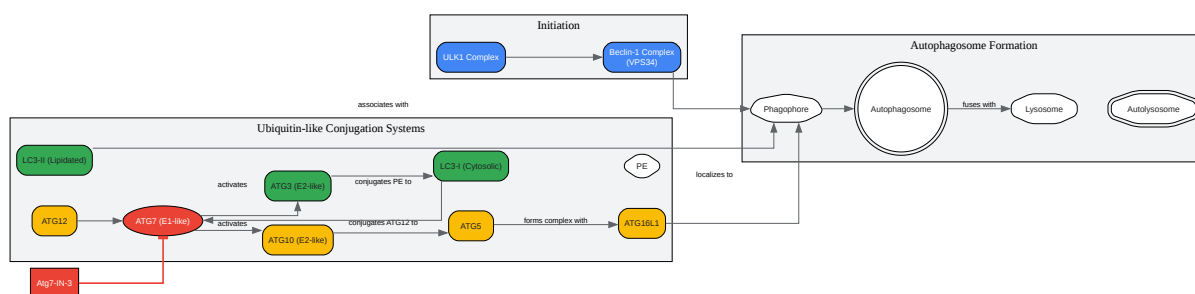 Initiation
ULK1 Complex
Beclin-1 Complex
(VPS34)
Autophagosome Formation
Phagophore
Autophagosome
fuses with
Lysosome
Autolysosome
associates with
Ubiquitin-like Conjugation Systems
LC3-II (Lipidated)
LC3-I (Cytosolic)
PE
activates
ATG3 (E2-like)
conjugates PE to
localizes to
ATG12
ATG7 (E1-like)
activates
ATG10 (E2-like)
conjugates ATG12 to
ATG5
forms complex with
ATG16L1
Atg7-IN-3